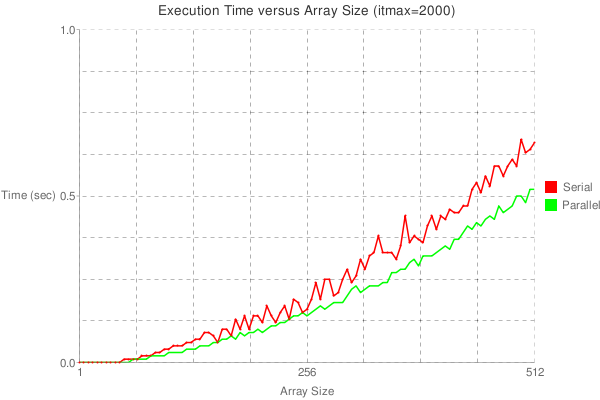 Execution Time versus Array Size (itmax=2000)
1.0
Time (sec)
0.5
0.0
1
256
512
Array Size
Serial
Parallel